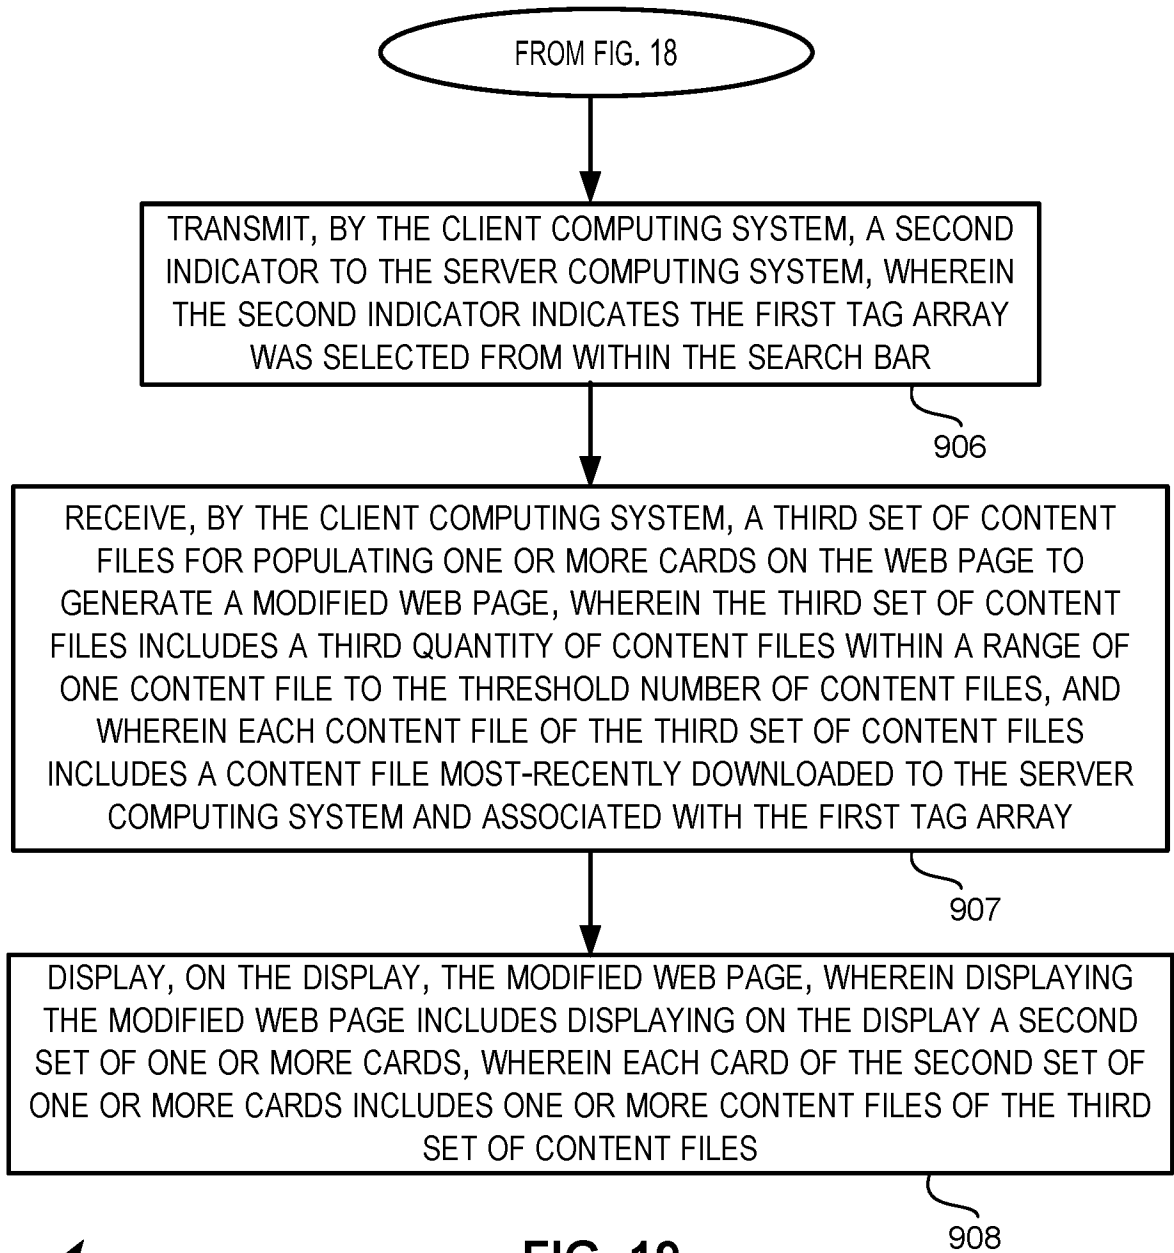 FROM FIG. 18
TRANSMIT, BY THE CLIENT COMPUTING SYSTEM, A SECOND
INDICATOR TO THE SERVER COMPUTING SYSTEM, WHEREIN
THE SECOND INDICATOR INDICATES THE FIRST TAG ARRAY
WAS SELECTED FROM WITHIN THE SEARCH BAR
906
RECEIVE, BY THE CLIENT COMPUTING SYSTEM, A THIRD SET OF CONTENT
FILES FOR POPULATING ONE OR MORE CARDS ON THE WEB PAGE TO
GENERATE A MODIFIED WEB PAGE, WHEREIN THE THIRD SET OF CONTENT
FILES INCLUDES A THIRD QUANTITY OF CONTENT FILES WITHIN A RANGE OF
ONE CONTENT FILE TO THE THRESHOLD NUMBER OF CONTENT FILES, AND
WHEREIN EACH CONTENT FILE OF THE THIRD SET OF CONTENT FILES
INCLUDES A CONTENT FILE MOST-RECENTLY DOWNLOADED TO THE SERVER
COMPUTING SYSTEM AND ASSOCIATED WITH THE FIRST TAG ARRAY
907
DISPLAY, ON THE DISPLAY, THE MODIFIED WEB PAGE, WHEREIN DISPLAYING
THE MODIFIED WEB PAGE INCLUDES DISPLAYING ON THE DISPLAY A SECOND
SET OF ONE OR MORE CARDS, WHEREIN EACH CARD OF THE SECOND SET OF
ONE OR MORE CARDS INCLUDES ONE OR MORE CONTENT FILES OF THE THIRD
SET OF CONTENT FILES
908
FIG.